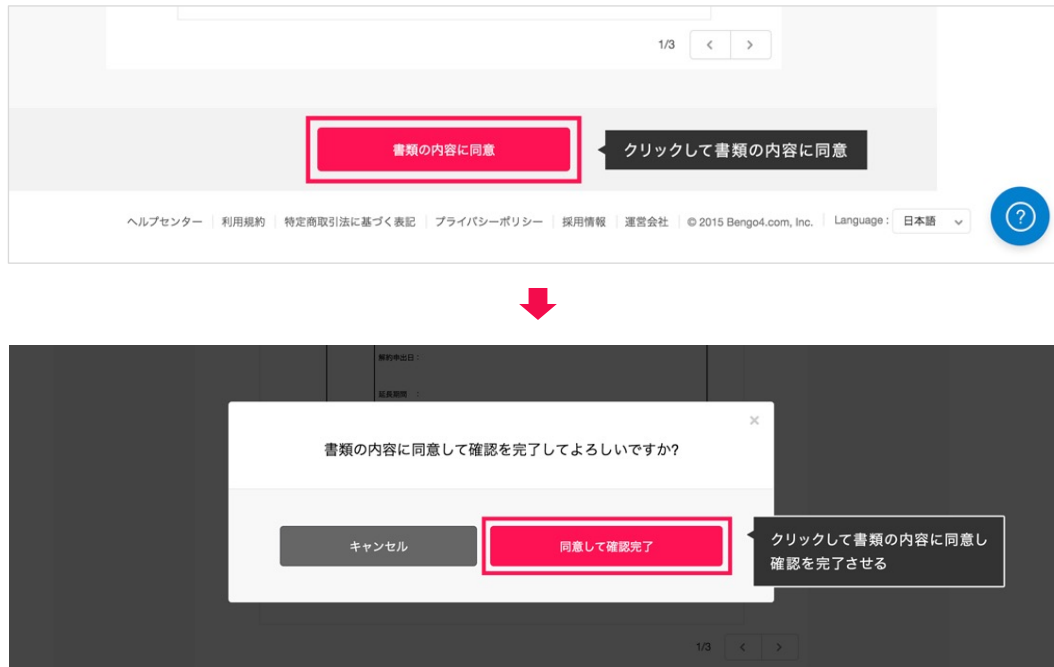 1/3 < >
書類の内容に同意
クリックして書類の内容に同意
ヘルプセンター 利用規約 特定商取引法に基づく表記 プライバシーポリシー 採用情報 運営会社 © 2015 Bengo4.com, Inc. Language : 日本語
?
解約申出日 :
延長期間 :
×
書類の内容に同意して確認を完了してよろしいですか?
キャンセル
同意して確認完了
クリックして書類の内容に同意し
確認を完了させる
1/3 < >